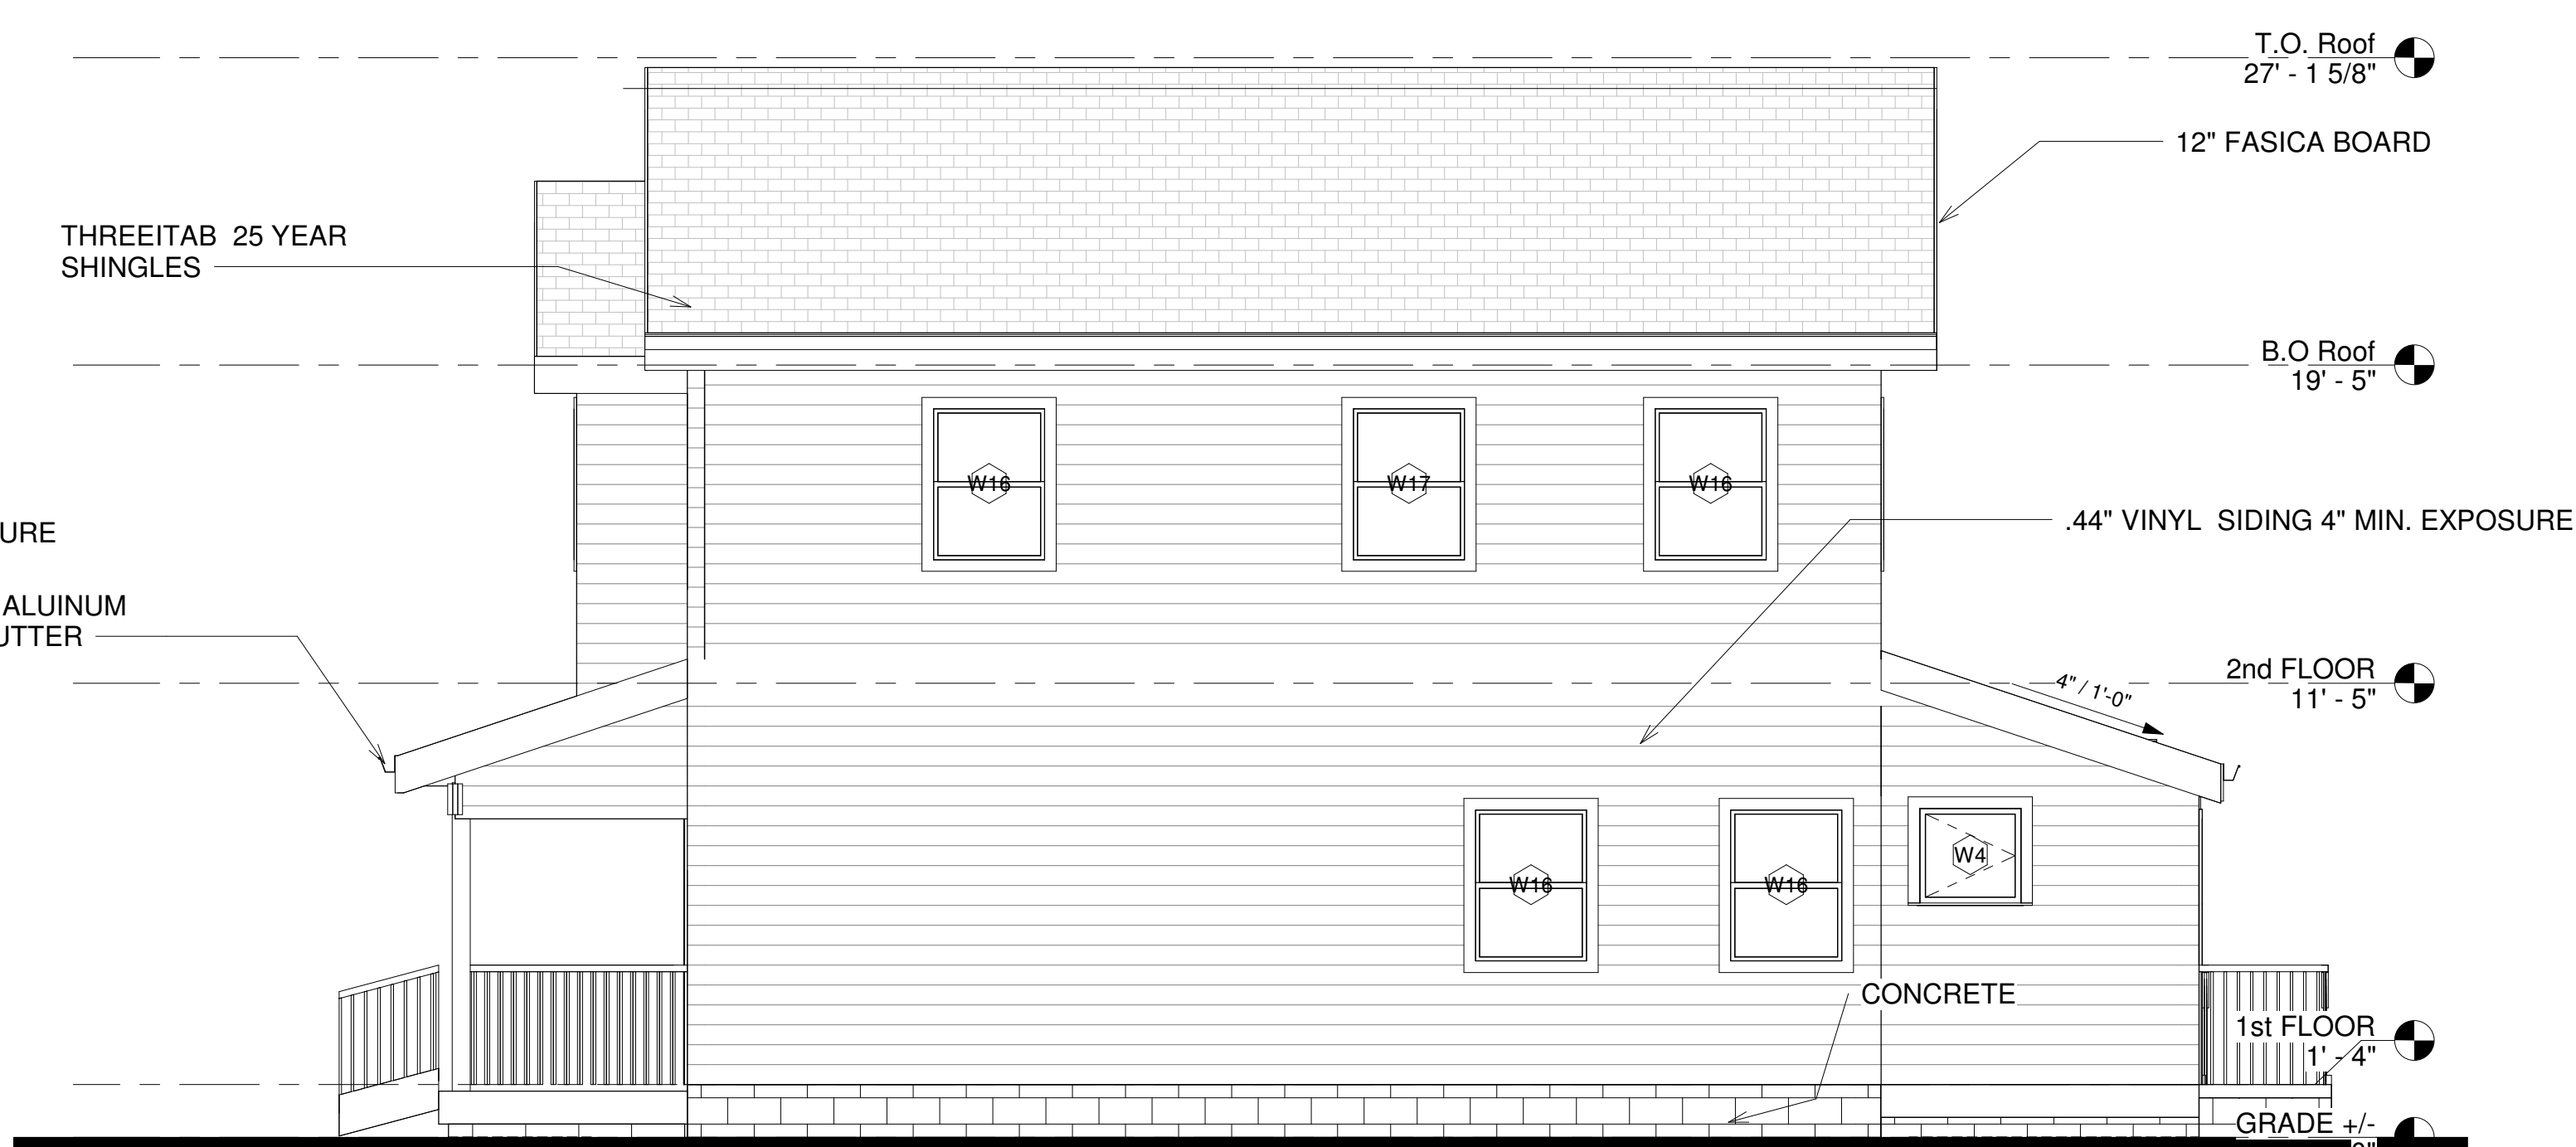 T.O. Roof
27' - 1 5/8"
12" FASICA BOARD
THREEITAB 25 YEAR
SHINGLES
B.O Roof
19' - 5"
W16
W17
W16
.44" VINYL SIDING 4" MIN. EXPOSURE
URE
ALUINUM
UTTER
2nd FLOOR
11' - 5"
4" / 1'-0"
W4
W16
W16
CONCRETE
1st FLOOR
1' - 4"
GRADE +/-